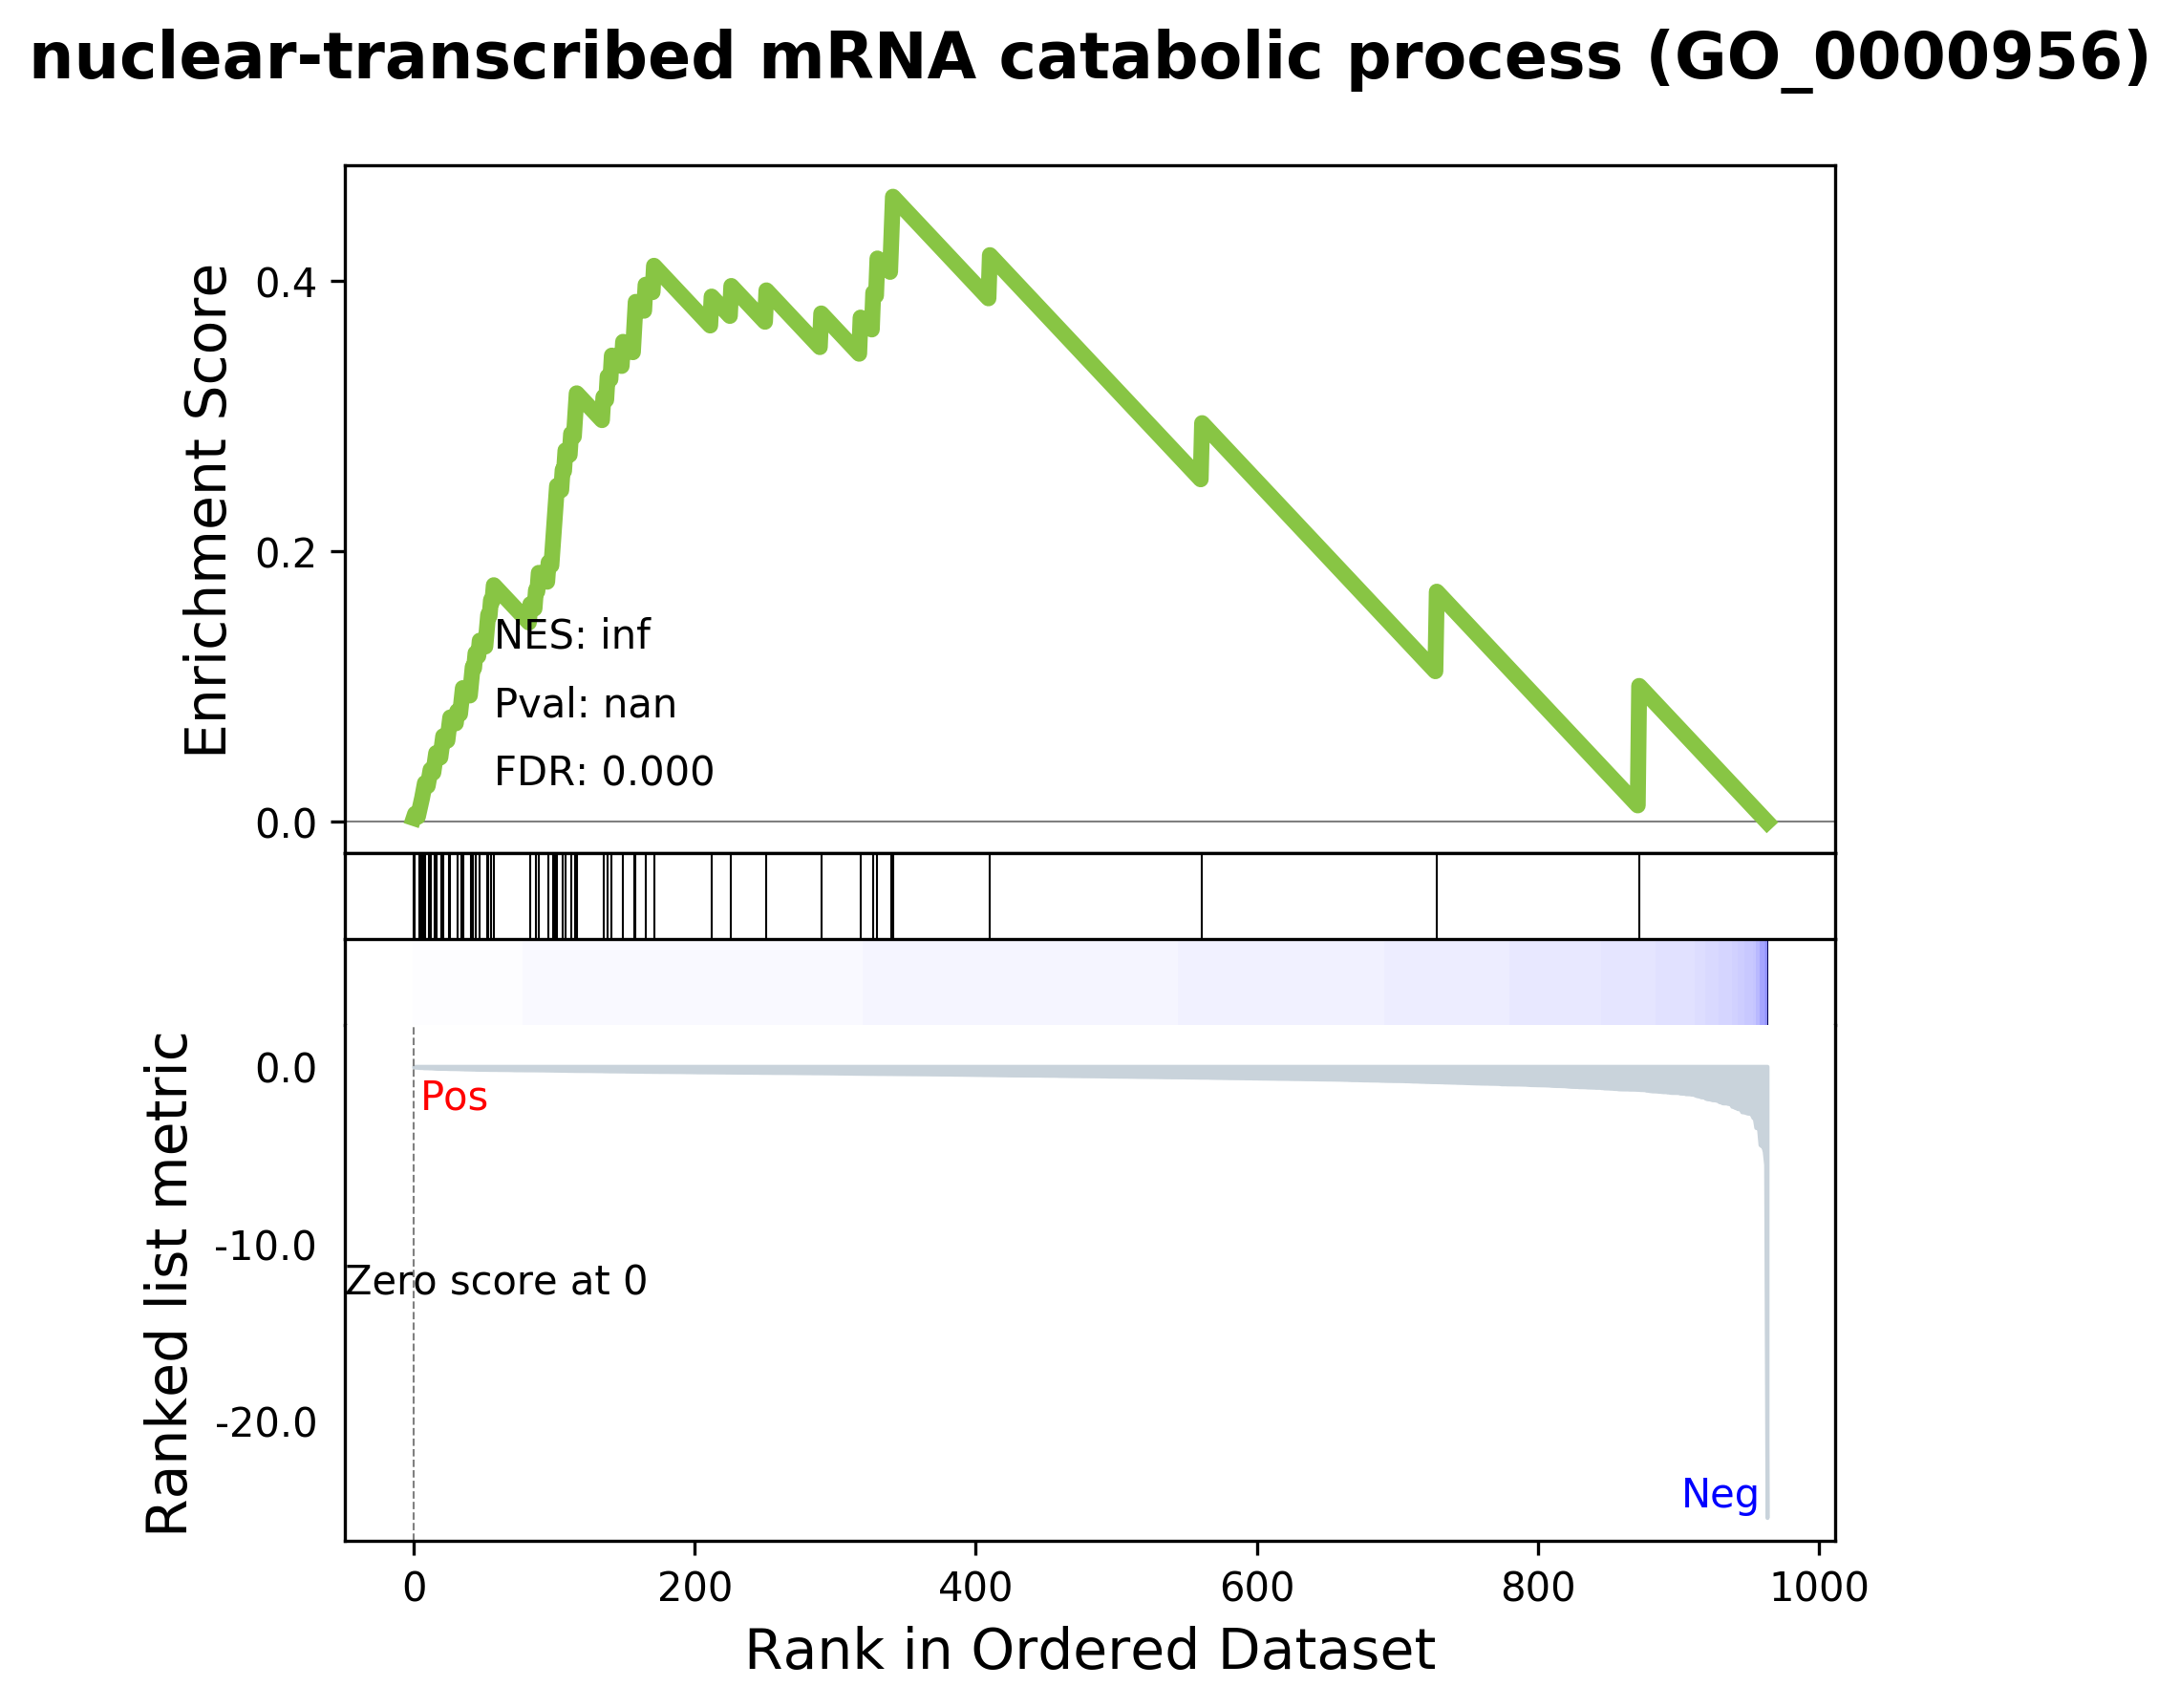 nuclear-transcribed mRNA catabolic process (GO_0000956)
Enrichment Score
0.4
0.2
0.0
NES: inf
Pval: nan
FDR: 0.000
Ranked list metric
0.0
-10.0
-20.0
Pos
Zero score at 0
Neg
0 200 400 600 800 1000
Rank in Ordered Dataset